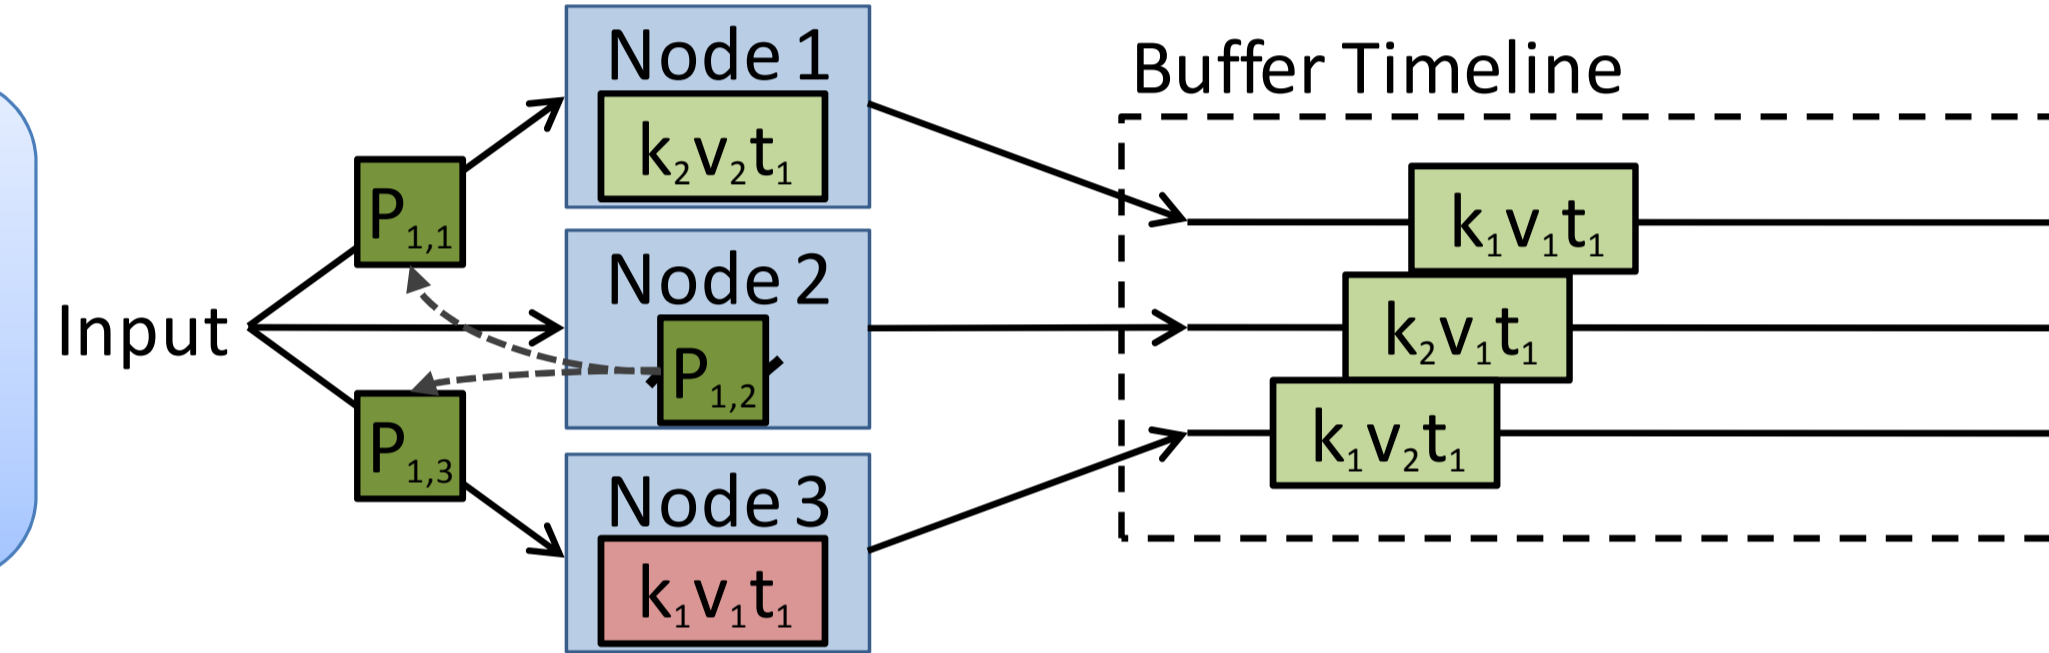 Node 1
k₂v₂t₁
Buffer Timeline
P₁,₁
k₁v₁t₁
Input
Node 2
P₁,₂
k₂v₁t₁
P₁,₃
k₁v₂t₁
Node 3
k₁v₁t₁